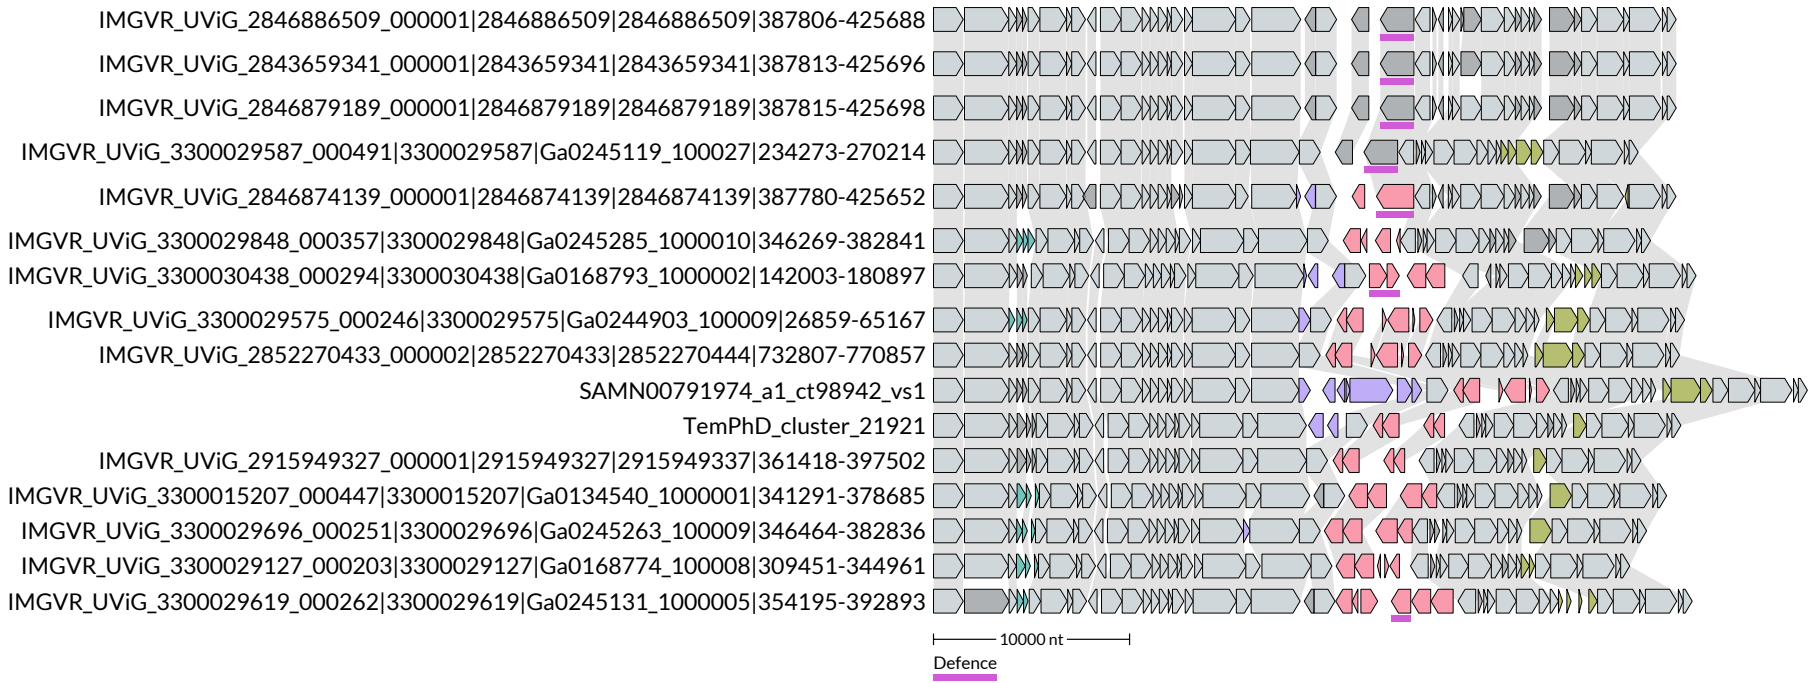 IMGVR_UViG_2846886509_000001|2846886509|2846886509|387806-425688
IMGVR_UViG_2843659341_000001|2843659341|2843659341|387813-425696
IMGVR_UViG_2846879189_000001|2846879189|2846879189|387815-425698
IMGVR_UViG_3300029587_000491|3300029587|Ga0245119_100027|234273-270214
IMGVR_UViG_2846874139_000001|2846874139|2846874139|387780-425652
IMGVR_UViG_3300029848_000357|3300029848|Ga0245285_1000010|346269-382841
IMGVR_UViG_3300030438_000294|3300030438|Ga0168793_1000002|142003-180897
IMGVR_UViG_3300029575_000246|3300029575|Ga0244903_100009|26859-65167
IMGVR_UViG_2852270433_000002|2852270433|2852270444|732807-770857
SAMN00791974_a1_ct98942_vs1
TemPhD_cluster_21921
IMGVR_UViG_2915949327_000001|2915949327|2915949337|361418-397502
IMGVR_UViG_3300015207_000447|3300015207|Ga0134540_1000001|341291-378685
IMGVR_UViG_3300029696_000251|3300029696|Ga0245263_100009|346464-382836
IMGVR_UViG_3300029127_000203|3300029127|Ga0168774_100008|309451-344961
IMGVR_UViG_3300029619_000262|3300029619|Ga0245131_1000005|354195-392893
10000 nt
Defence